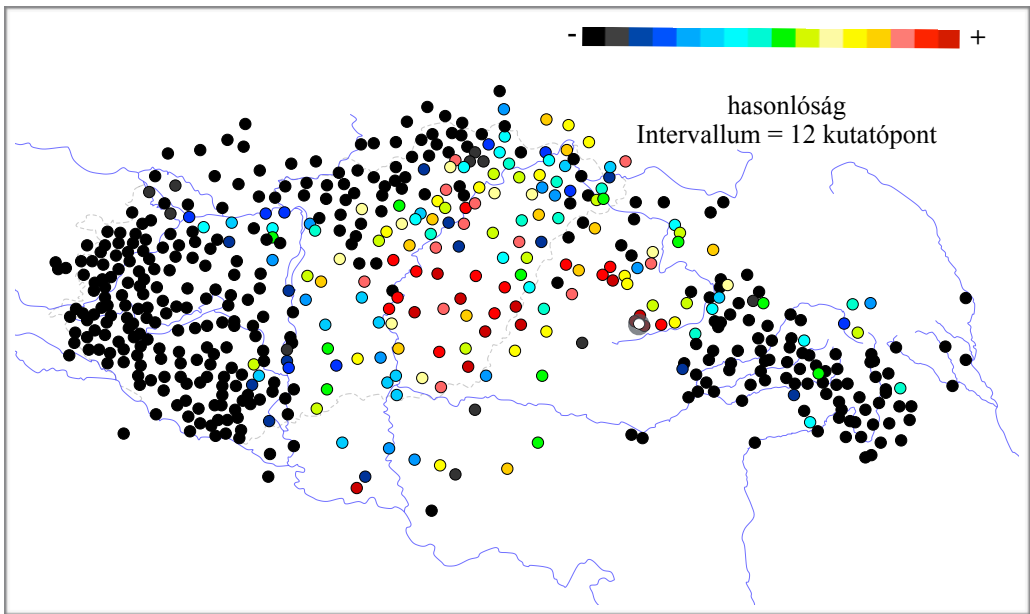 - +
hasonlóság
Intervallum = 12 kutatópont